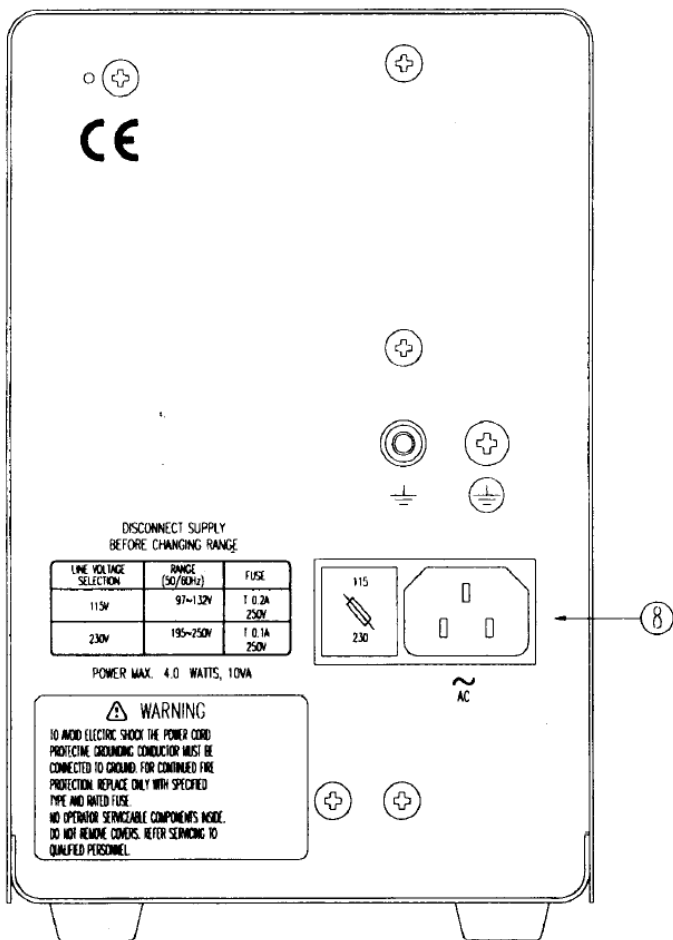 CE
DISCONNECT SUPPLY
BEFORE CHANGING RANGE
LINE VOLTAGE SELECTION RANGE (50/60Hz) FUSE
115V 97~132V T 0.2A 250V
230V 195~250V T 0.1A 250V
POWER MAX. 4.0 WATTS, 10VA
115
230
8
~
AC
WARNING
TO AVOID ELECTRIC SHOCK THE POWER CORD
PROTECTIVE GROUNDING CONDUCTOR MUST BE
CONNECTED TO GROUND. FOR CONTINUED FIRE
PROTECTION. REPLACE ONLY WITH SPECIFIED
TYPE AND RATED FUSE.
NO OPERATOR SERVICEABLE COMPONENTS INSIDE.
DO NOT REMOVE COVERS. REFER SERVICING TO
QUALIFIED PERSONNEL.